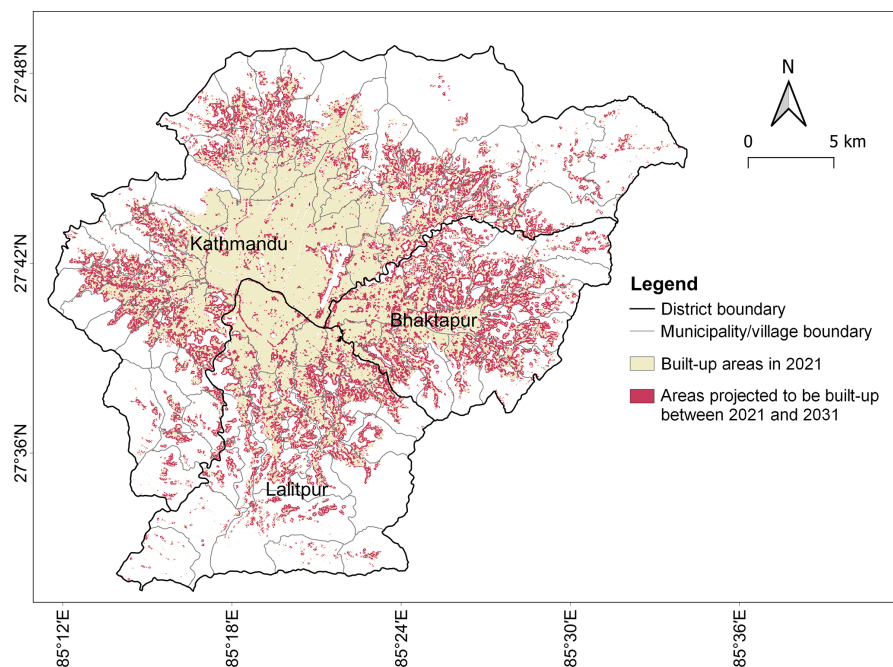 27°48'N
27°42'N
27°36'N
N
0 5 km
Kathmandu
Bhaktapur
Lalitpur
Legend
District boundary
Municipality/village boundary
Built-up areas in 2021
Areas projected to be built-up
between 2021 and 2031
85°12'E
85°18'E
85°24'E
85°30'E
85°36'E